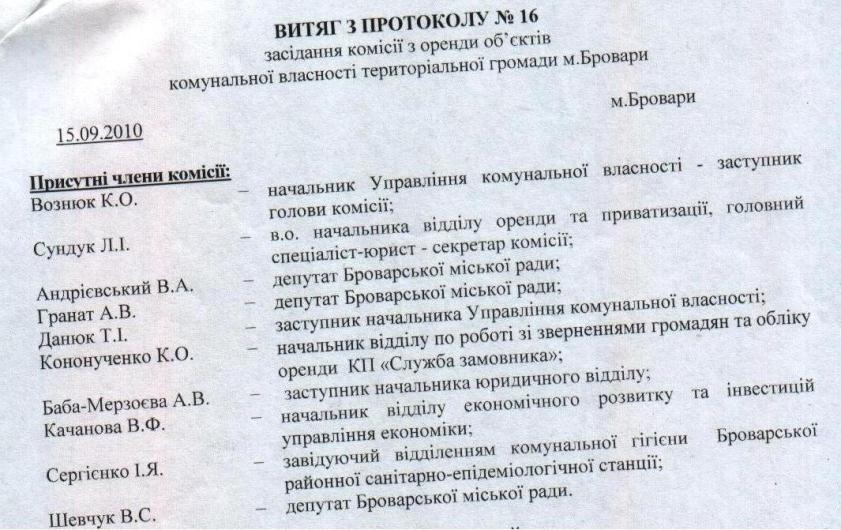 ВИТЯГ З ПРОТОКОЛУ № 16
засідання комісії з оренди об’єктів
комунальної власності територіальної громади м.Бровари
м.Бровари
15.09.2010
Присутні члени комісії:
Вознюк К.О. – начальник Управління комунальної власності - заступник
голови комісії;
Сундук Л.І. – в.о. начальника відділу оренди та приватизації, головний
спеціаліст-юрист - секретар комісії;
Андрієвський В.А. – депутат Броварської міської ради;
Гранат А.В. – депутат Броварської міської ради;
Данюк Т.І. – заступник начальника Управління комунальної власності;
Кононученко К.О. – начальник відділу по роботі зі зверненнями громадян та обліку
оренди КП «Служба замовника»;
Баба-Мерзоєва А.В. – заступник начальника юридичного відділу;
Качанова В.Ф. – начальник відділу економічного розвитку та інвестицій
управління економіки;
Сергієнко І.Я. – завідуючий відділенням комунальної гігієни Броварської
районної санітарно-епідеміологічної станції;
Шевчук В.С. – депутат Броварської міської ради.